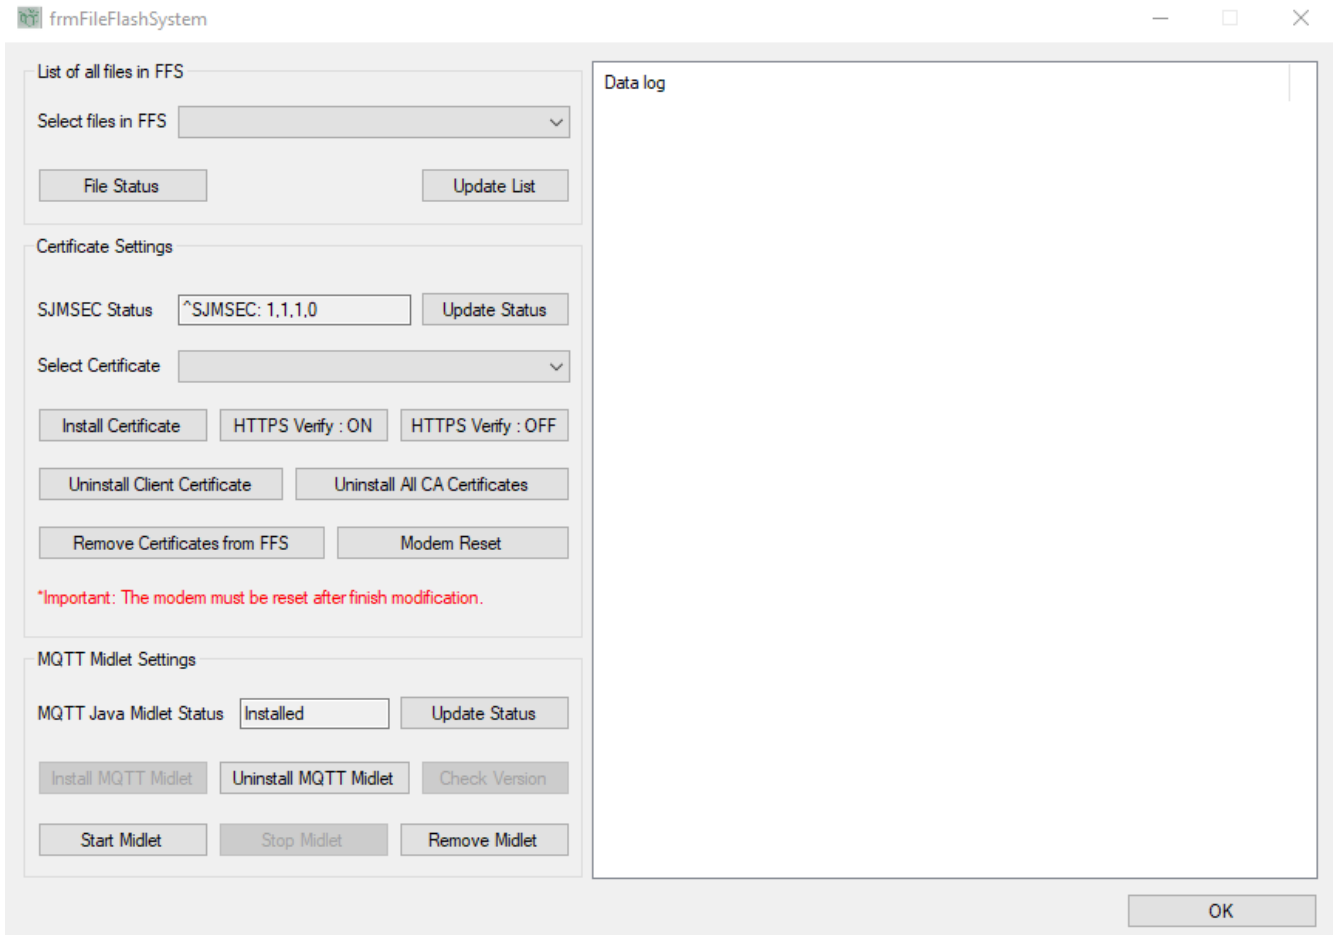 frmFileFlashSystem
List of all files in FFS
Select files in FFS
File Status
Update List
Certificate Settings
SJMSEC Status
^SJMSEC: 1,1,1,0
Update Status
Select Certificate
Install Certificate
HTTPS Verify : ON
HTTPS Verify : OFF
Uninstall Client Certificate
Uninstall All CA Certificates
Remove Certificates from FFS
Modem Reset
*Important: The modem must be reset after finish modification.
MQTT Midlet Settings
MQTT Java Midlet Status
Installed
Update Status
Install MQTT Midlet
Uninstall MQTT Midlet
Check Version
Start Midlet
Stop Midlet
Remove Midlet
Data log
OK